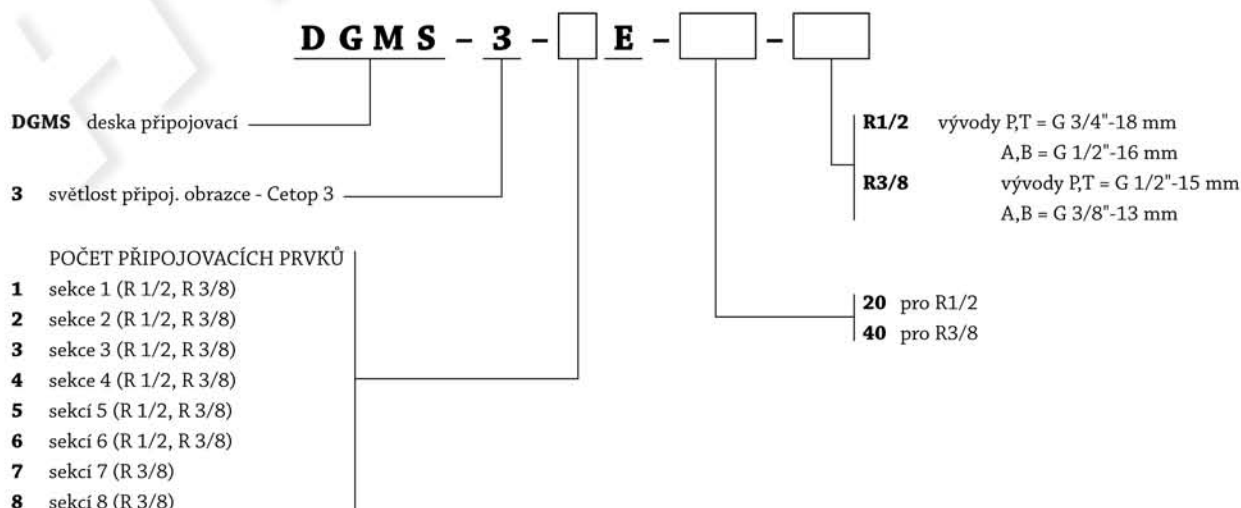 DGMS - 3 - E - -
DGMS deska připojovací
3 světlost připoj. obrazce - Cetop 3
POČET PŘIPOJOVACÍCH PRVKŮ
1 sekce 1 (R 1/2, R 3/8)
2 sekce 2 (R 1/2, R 3/8)
3 sekce 3 (R 1/2, R 3/8)
4 sekce 4 (R 1/2, R 3/8)
5 sekcí 5 (R 1/2, R 3/8)
6 sekcí 6 (R 1/2, R 3/8)
7 sekcí 7 (R 3/8)
8 sekcí 8 (R 3/8)
R1/2 vývody P,T = G 3/4"-18 mm
A,B = G 1/2"-16 mm
R3/8 vývody P,T = G 1/2"-15 mm
A,B = G 3/8"-13 mm
20 pro R1/2
40 pro R3/8